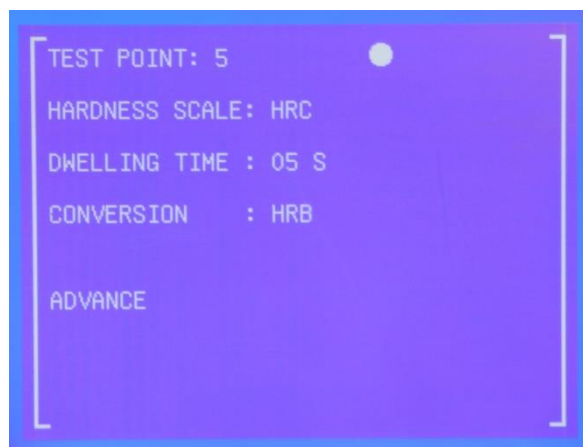 TEST POINT: 5
HARDNESS SCALE: HRC
DWELLING TIME : 05 S
CONVERSION : HRB
ADVANCE